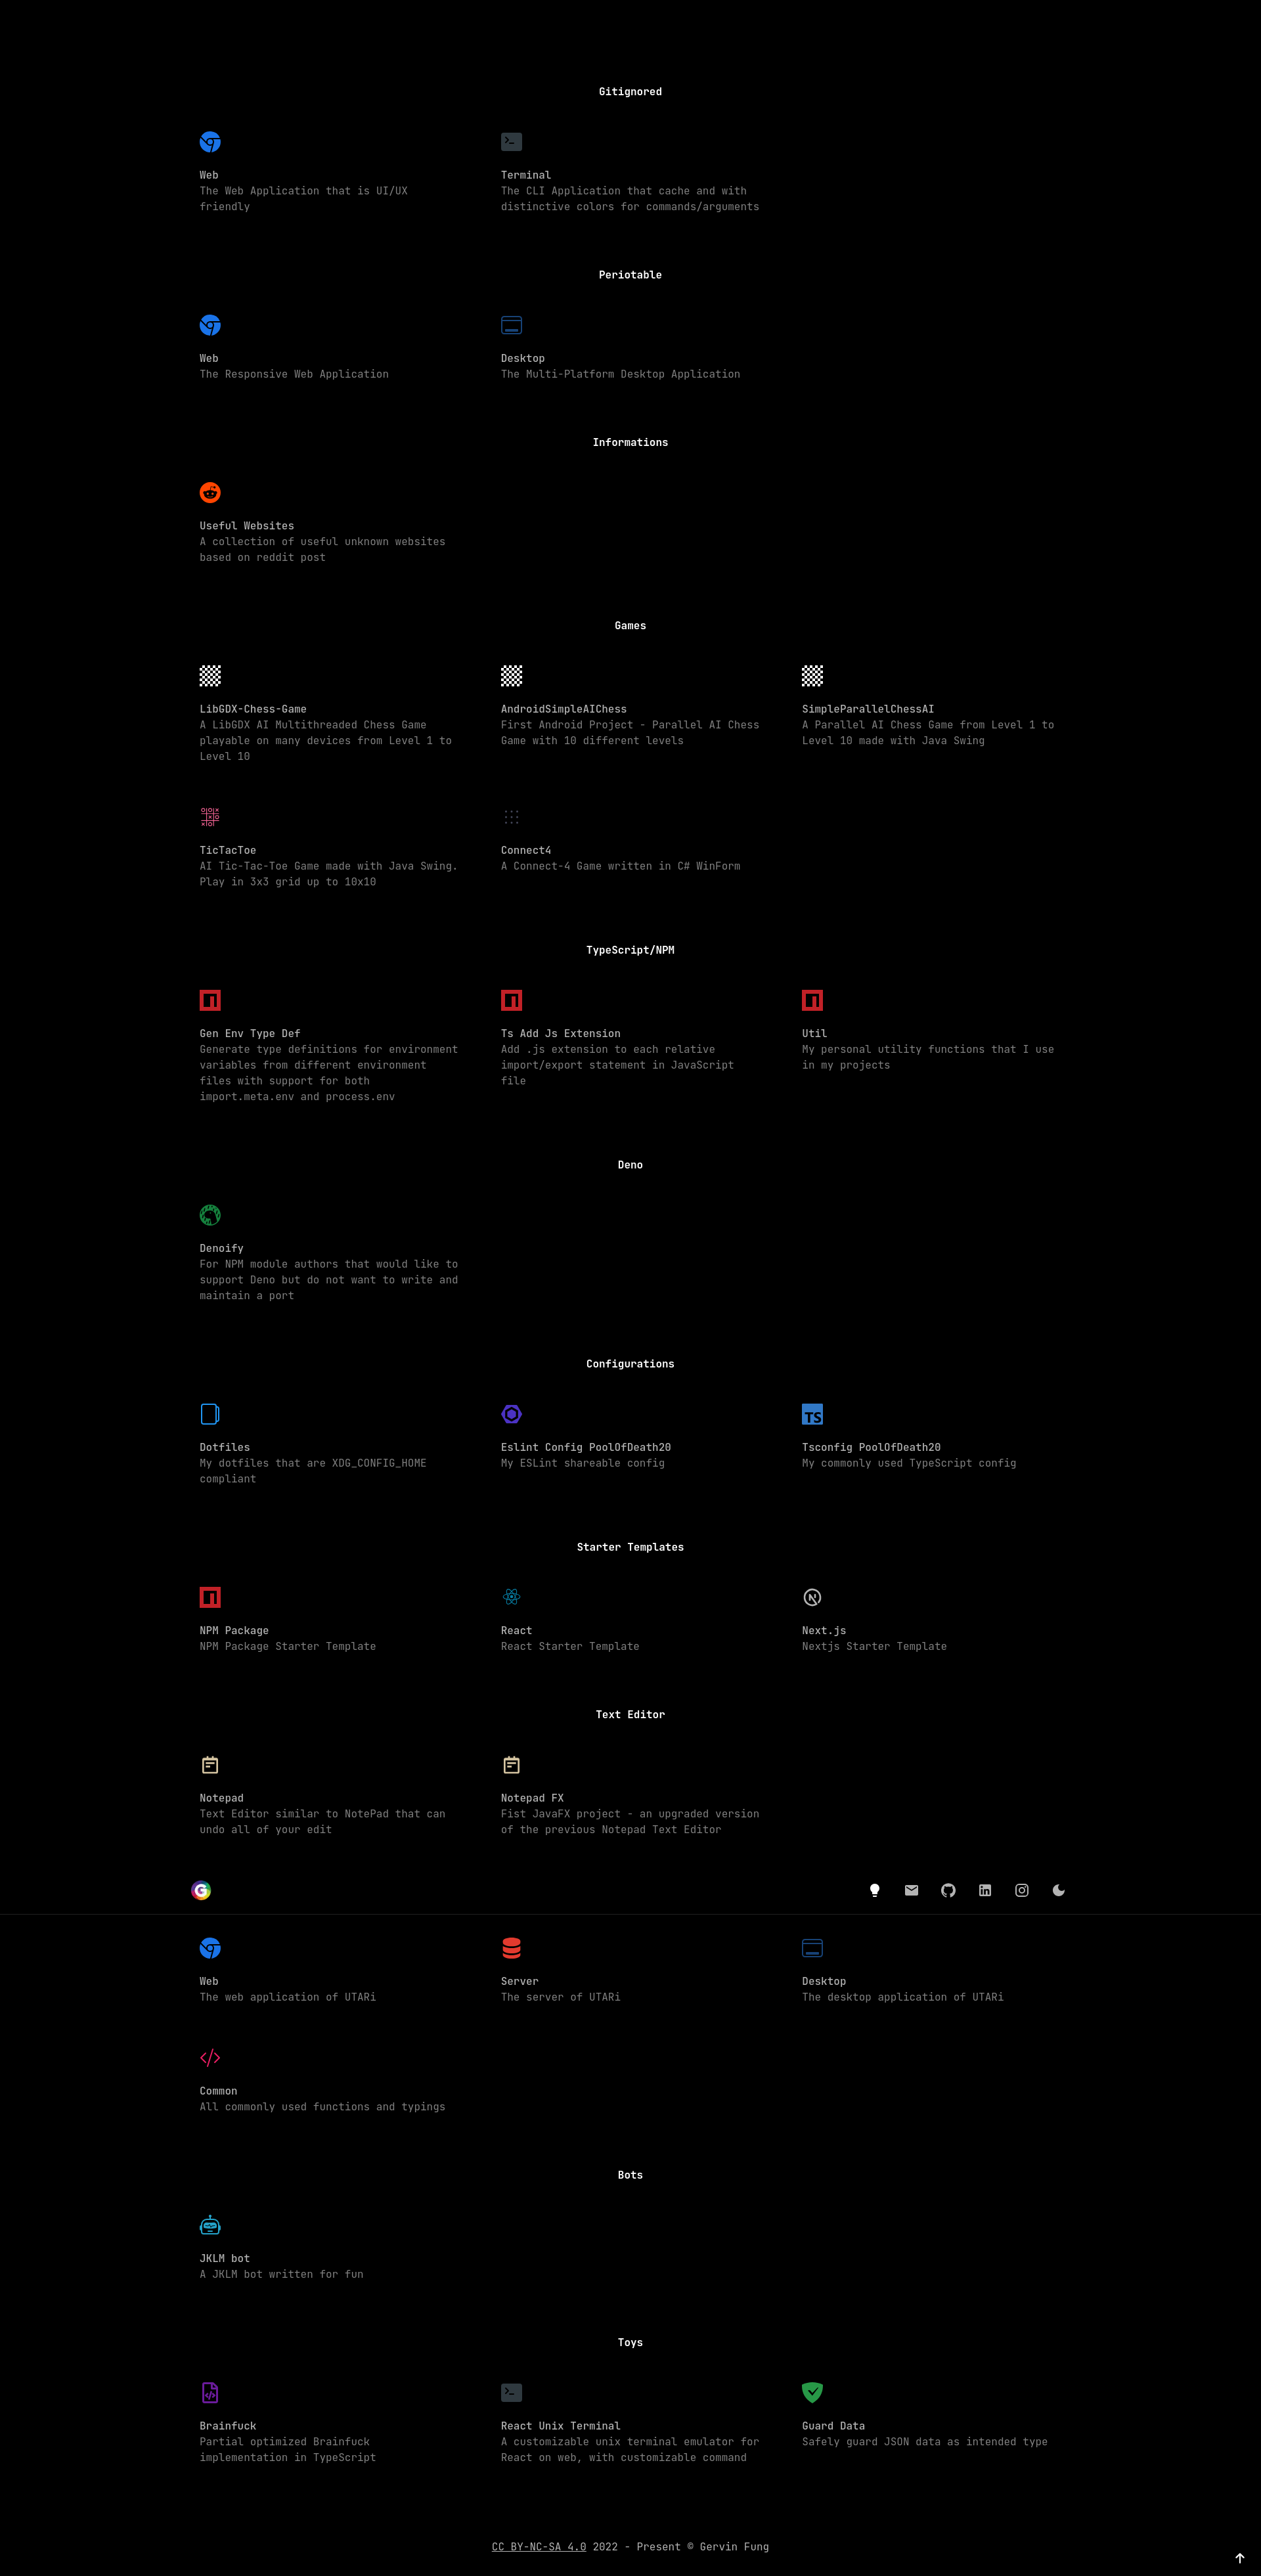 Gitignored
Web
The Web Application that is UI/UX
friendly
Terminal
The CLI Application that cache and with
distinctive colors for commands/arguments
Periotable
Web
The Responsive Web Application
Desktop
The Multi-Platform Desktop Application
Informations
Useful Websites
A collection of useful unknown websites
based on reddit post
Games
LibGDX-Chess-Game
A LibGDX AI Multithreaded Chess Game
playable on many devices from Level 1 to
Level 10
AndroidSimpleAIChess
First Android Project - Parallel AI Chess
Game with 10 different levels
SimpleParallelChessAI
A Parallel AI Chess Game from Level 1 to
Level 10 made with Java Swing
TicTacToe
AI Tic-Tac-Toe Game made with Java Swing.
Play in 3x3 grid up to 10x10
Connect4
A Connect-4 Game written in C# WinForm
TypeScript/NPM
Gen Env Type Def
Generate type definitions for environment
variables from different environment
files with support for both
import.meta.env and process.env
Ts Add Js Extension
Add .js extension to each relative
import/export statement in JavaScript
file
Util
My personal utility functions that I use
in my projects
Deno
Denoify
For NPM module authors that would like to
support Deno but do not want to write and
maintain a port
Configurations
Dotfiles
My dotfiles that are XDG_CONFIG_HOME
compliant
Eslint Config PoolOfDeath20
My ESLint shareable config
TS
Tsconfig PoolOfDeath20
My commonly used TypeScript config
Starter Templates
NPM Package
NPM Package Starter Template
React
React Starter Template
Next.js
Nextjs Starter Template
Text Editor
Notepad
Text Editor similar to NotePad that can
undo all of your edit
Notepad FX
Fist JavaFX project - an upgraded version
of the previous Notepad Text Editor
Web
The web application of UTARi
Server
The server of UTARi
Desktop
The desktop application of UTARi
Common
All commonly used functions and typings
Bots
JKLM bot
A JKLM bot written for fun
Toys
Brainfuck
Partial optimized Brainfuck
implementation in TypeScript
React Unix Terminal
A customizable unix terminal emulator for
React on web, with customizable command
Guard Data
Safely guard JSON data as intended type
CC BY-NC-SA 4.0 2022 - Present © Gervin Fung